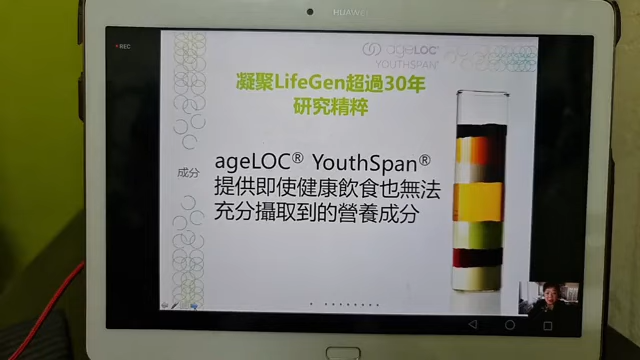 HUAWEI
REC
ageLOC®
YOUTHSPAN®
凝聚LifeGen超過30年
研究精粹
成分
ageLOC® YouthSpan®
提供即使健康飲食也無法
充分攝取到的營養成分